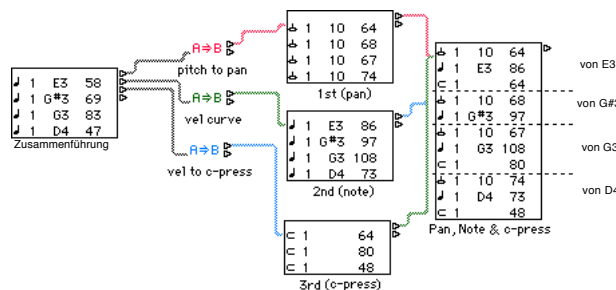 A⇒B
pitch to pan
♩ 1 E3 58
♩ 1 G#3 69
♩ 1 G3 83
♩ 1 D4 47
Zusammenführung
A⇒B
vel curve
A⇒B
vel to c-press
1 10 64
1 10 68
1 10 67
1 10 74
1st (pan)
♩ 1 E3 86
♩ 1 G#3 97
♩ 1 G3 108
♩ 1 D4 73
2nd (note)
⊂ 1 64
⊂ 1 80
⊂ 1 48
3rd (c-press)
1 10 64
♩ 1 E3 86
⊂ 1 64
1 10 68
♩ 1 G#3 97
1 10 67
♩ 1 G3 108
⊂ 1 80
1 10 74
♩ 1 D4 73
⊂ 1 48
Pan, Note & c-press
von E3
von G#3
von G3
von D4